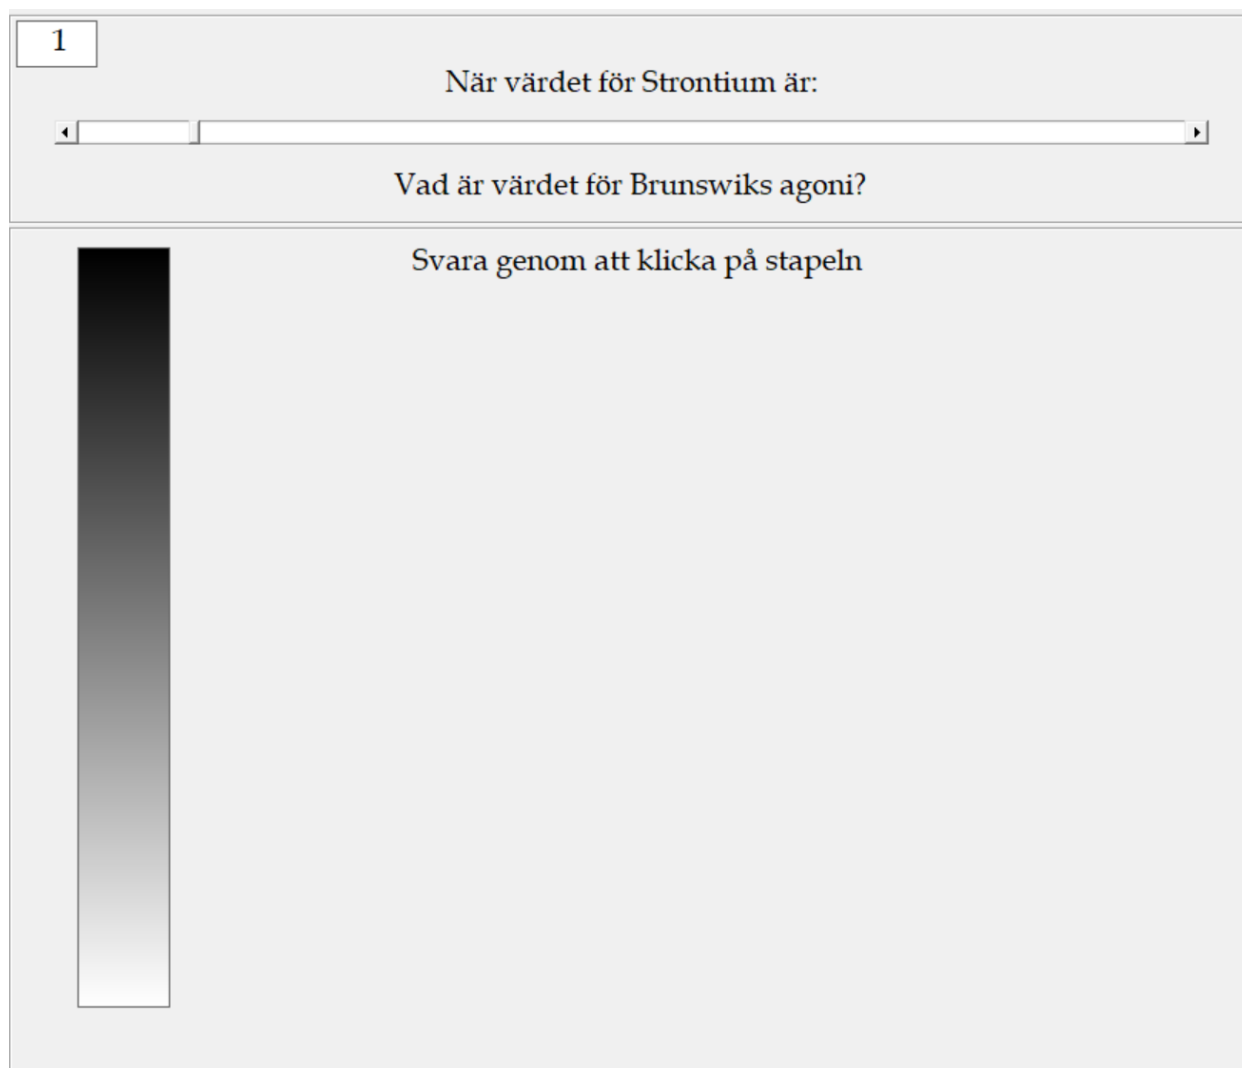 1
När värdet för Strontium är:
Vad är värdet för Brunswiks agoni?
Svara genom att klicka på stapeln